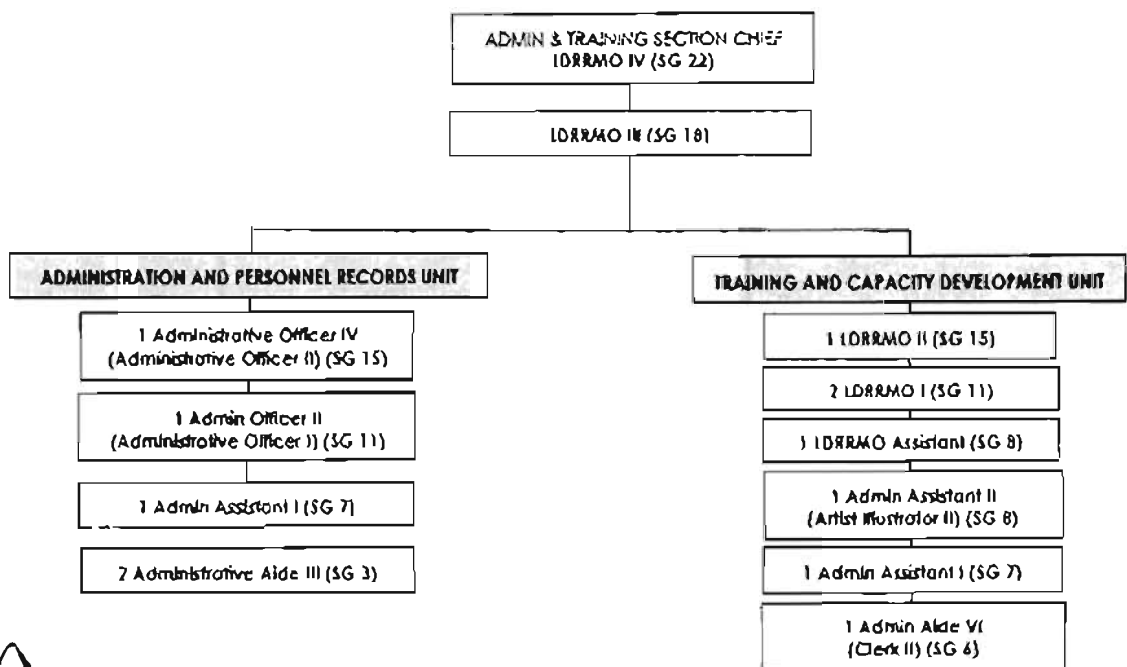 ADMIN & TRAINING SECTION CHIEF
LDRRMO IV (SG 22)
LDRRMO III (SG 18)
ADMINISTRATION AND PERSONNEL RECORDS UNIT
1 Administrative Officer IV
(Administrative Officer II) (SG 15)
1 Admin Officer II
(Administrative Officer I) (SG 11)
1 Admin Assistant I (SG 7)
2 Administrative Aide III (SG 3)
TRAINING AND CAPACITY DEVELOPMENT UNIT
1 LDRRMO II (SG 15)
2 LDRRMO I (SG 11)
LDRRMO Assistant (SG 8)
1 Admin Assistant II
(Artist Illustrator II) (SG 8)
1 Admin Assistant I (SG 7)
1 Admin Aide VI
(Clerk II) (SG 6)